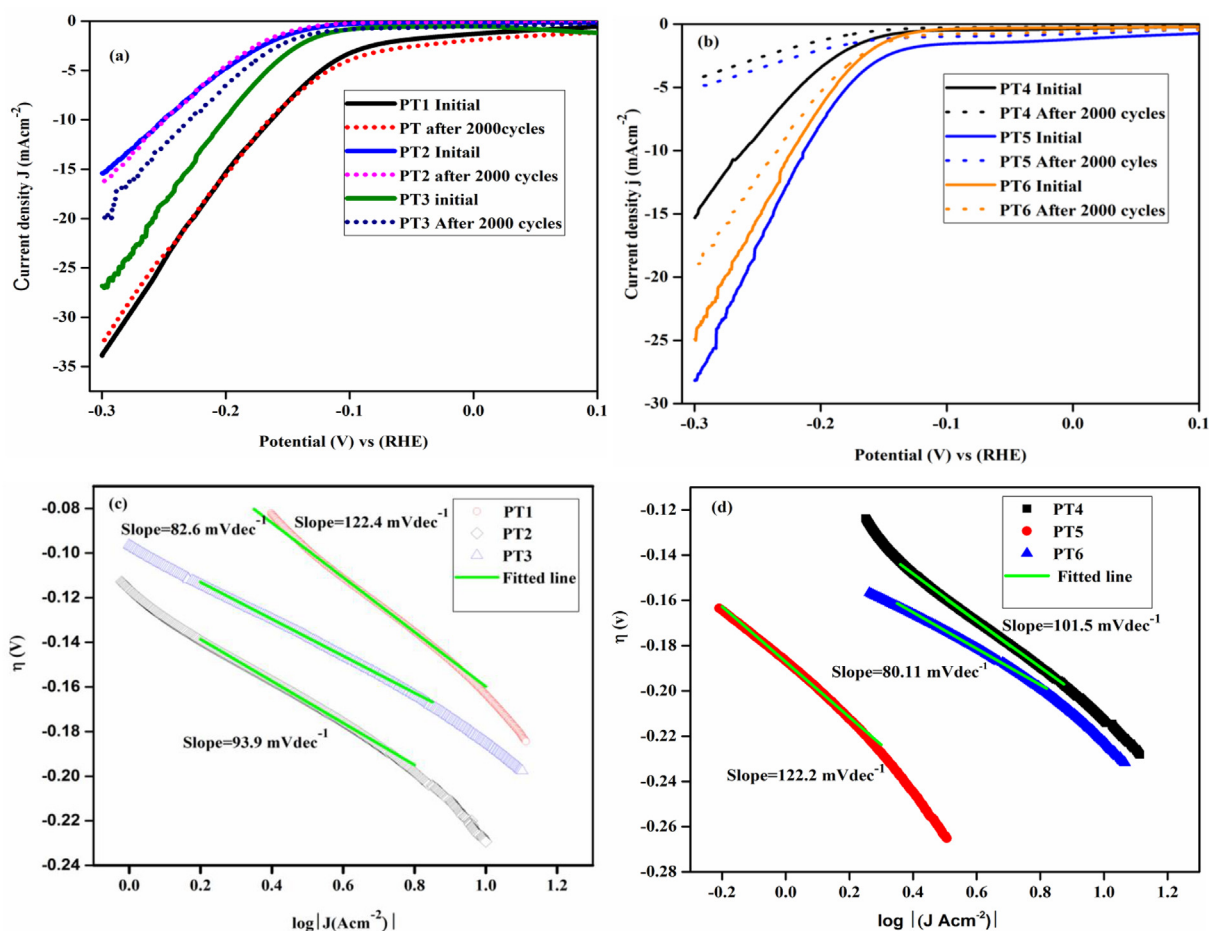 (a)
PT1 Initial
PT after 2000cycles
PT2 Initail
PT2 after 2000 cycles
PT3 initial
PT3 After 2000 cycles
0
-5
-10
-15
-20
-25
-30
-35
Current density J (mAcm⁻²)
-0.3
-0.2
-0.1
0.0
0.1
Potential (V) vs (RHE)
(b)
PT4 Initial
PT4 After 2000 cycles
PT5 Initial
PT5 After 2000 cyles
PT6 Initial
PT6 After 2000 cycles
0
-5
-10
-15
-20
-25
-30
Current density j (mAcm⁻²)
-0.3
-0.2
-0.1
0.0
0.1
Potential (V) vs (RHE)
(c)
Slope=82.6 mVdec⁻¹
Slope=122.4 mVdec⁻¹
Slope=93.9 mVdec⁻¹
PT1
PT2
PT3
Fitted line
-0.08
-0.10
-0.12
-0.14
-0.16
-0.18
-0.20
-0.22
-0.24
η (V)
0.0
0.2
0.4
0.6
0.8
1.0
1.2
log|J(Acm⁻²)|
(d)
PT4
PT5
PT6
Fitted line
Slope=101.5 mVdec⁻¹
Slope=80.11 mVdec⁻¹
Slope=122.2 mVdec⁻¹
-0.12
-0.14
-0.16
-0.18
-0.20
-0.22
-0.24
-0.26
-0.28
η (v)
-0.2
0.0
0.2
0.4
0.6
0.8
1.0
1.2
log |(J Acm⁻²)|